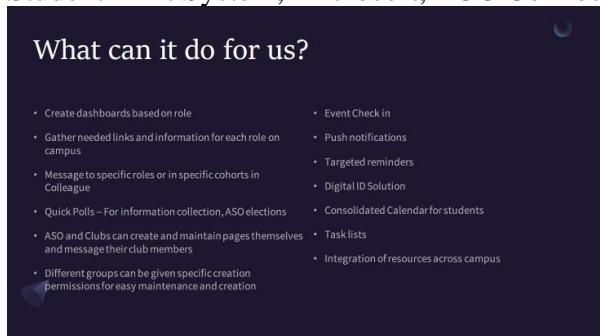 What can it do for us?
• Create dashboards based on role
• Gather needed links and information for each role on
campus
• Message to specific roles or in specific cohorts in
Colleague
• Quick Polls – For information collection, ASO elections
• ASO and Clubs can create and maintain pages themselves
and message their club members
• Different groups can be given specific creation
permissions for easy maintenance and creation
• Event Check in
• Push notifications
• Targeted reminders
• Digital ID Solution
• Consolidated Calendar for students
• Task lists
• Integration of resources across campus